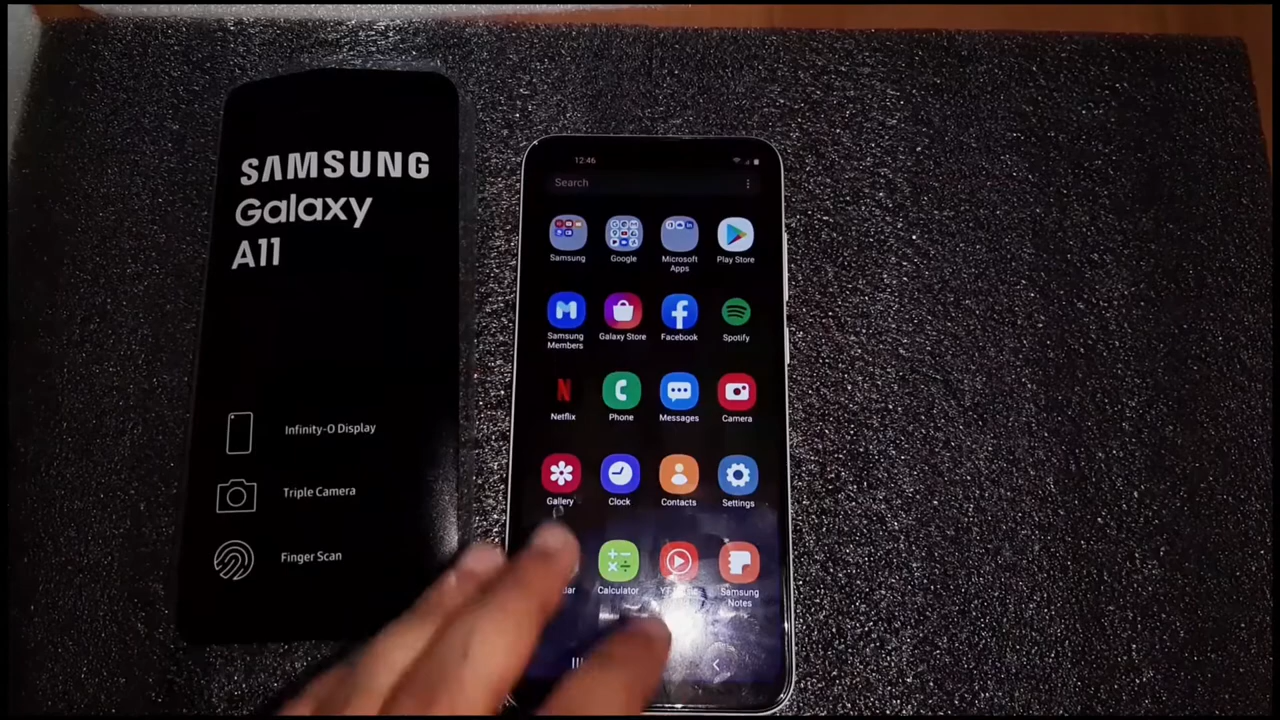 SAMSUNG
Galaxy
A11
Infinity-O Display
Triple Camera
Finger Scan
12:46
Search
Samsung
Google
Microsoft
Apps
Play Store
Samsung
Members
Galaxy Store
Facebook
Spotify
Netflix
Phone
Messages
Camera
Gallery
Clock
Contacts
Settings
Calculator
Samsung
Notes